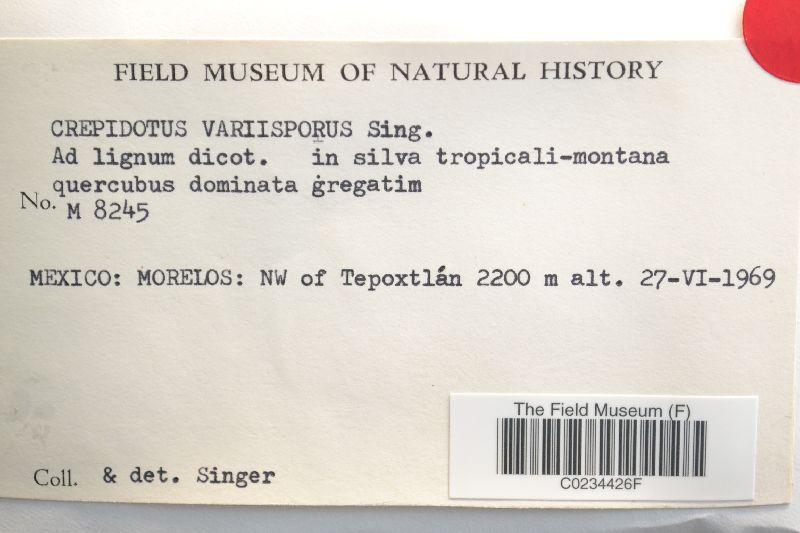 FIELD MUSEUM OF NATURAL HISTORY
CREPIDOTUS VARIISPORUS Sing.
Ad lignum dicot. in silva tropicali-montana
quercubus dominata gregatim
No. M 8245
MEXICO: MORELOS: NW of Tepoxtlán 2200 m alt. 27-VI-1969
The Field Museum (F)
C0234426F
Coll. & det. Singer